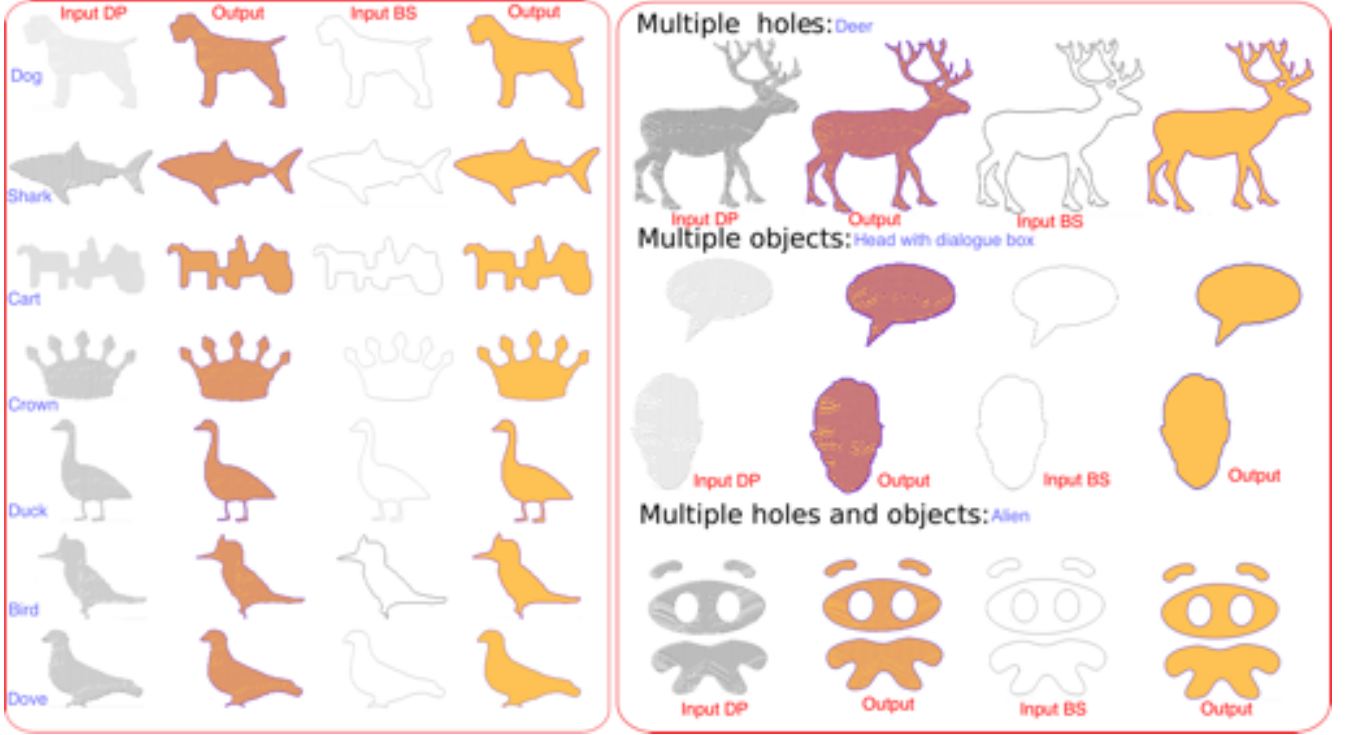 Input DP Output Input BS Output
Dog
Shark
Cart
Crown
Duck
Bird
Dove
Multiple holes: Deer
Input DP Output Input BS
Multiple objects: Head with dialogue box
Input DP Output Input BS Output
Multiple holes and objects: Alien
Input DP Output Input BS Output